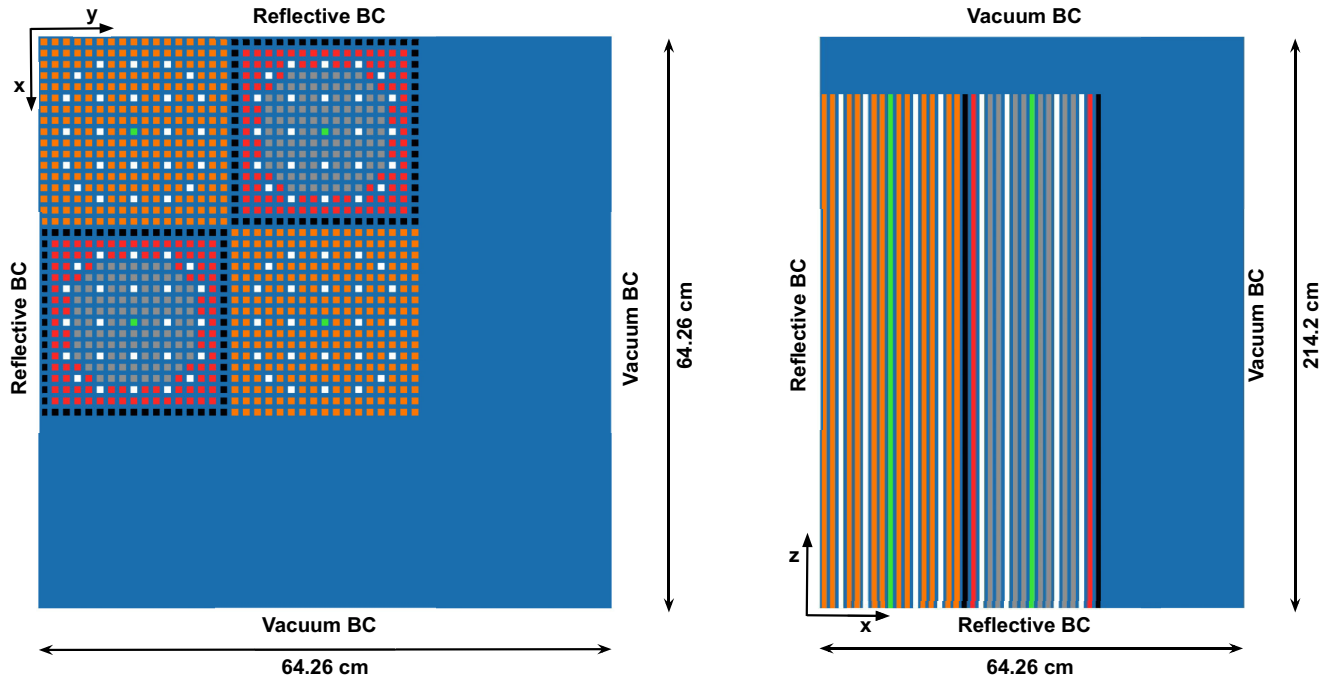 Reflective BC
y
x
Reflective BC
Vacuum BC
64.26 cm
Vacuum BC
64.26 cm
Vacuum BC
Reflective BC
Vacuum BC
214.2 cm
z
x
Reflective BC
64.26 cm